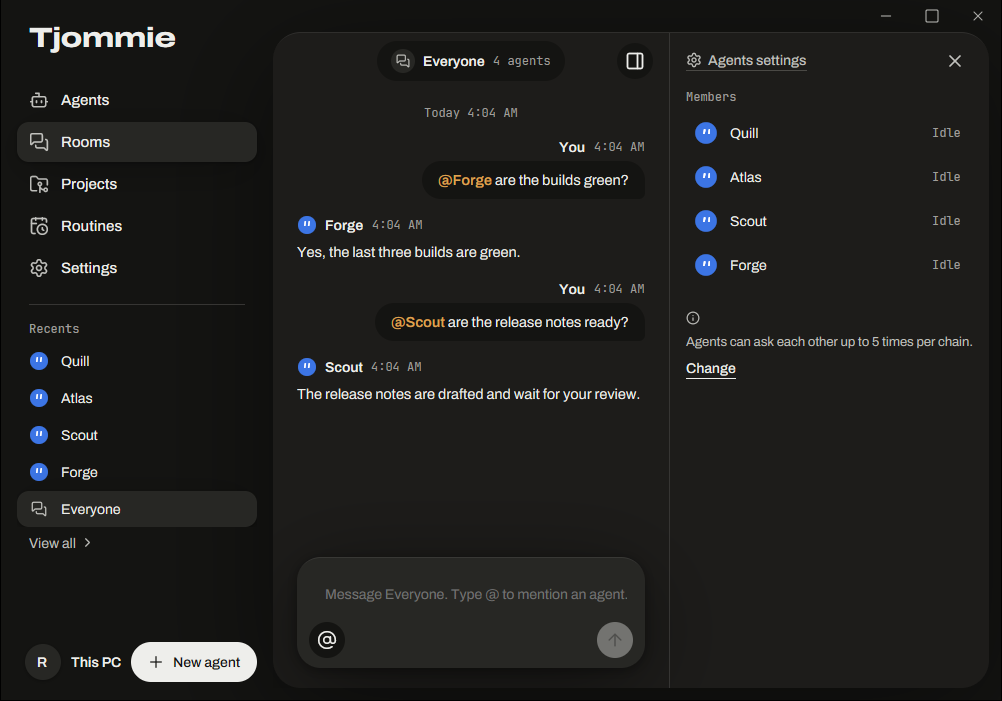 Tjommie
Agents
Rooms
Projects
Routines
Settings
Recents
Quill
Atlas
Scout
Forge
Everyone
View all
R
This PC
New agent
Everyone 4 agents
Today 4:04 AM
You 4:04 AM
@Forge are the builds green?
Forge 4:04 AM
Yes, the last three builds are green.
You 4:04 AM
@Scout are the release notes ready?
Scout 4:04 AM
The release notes are drafted and wait for your review.
Message Everyone. Type @ to mention an agent.
@
Agents settings
Members
Quill Idle
Atlas Idle
Scout Idle
Forge Idle
Agents can ask each other up to 5 times per chain.
Change